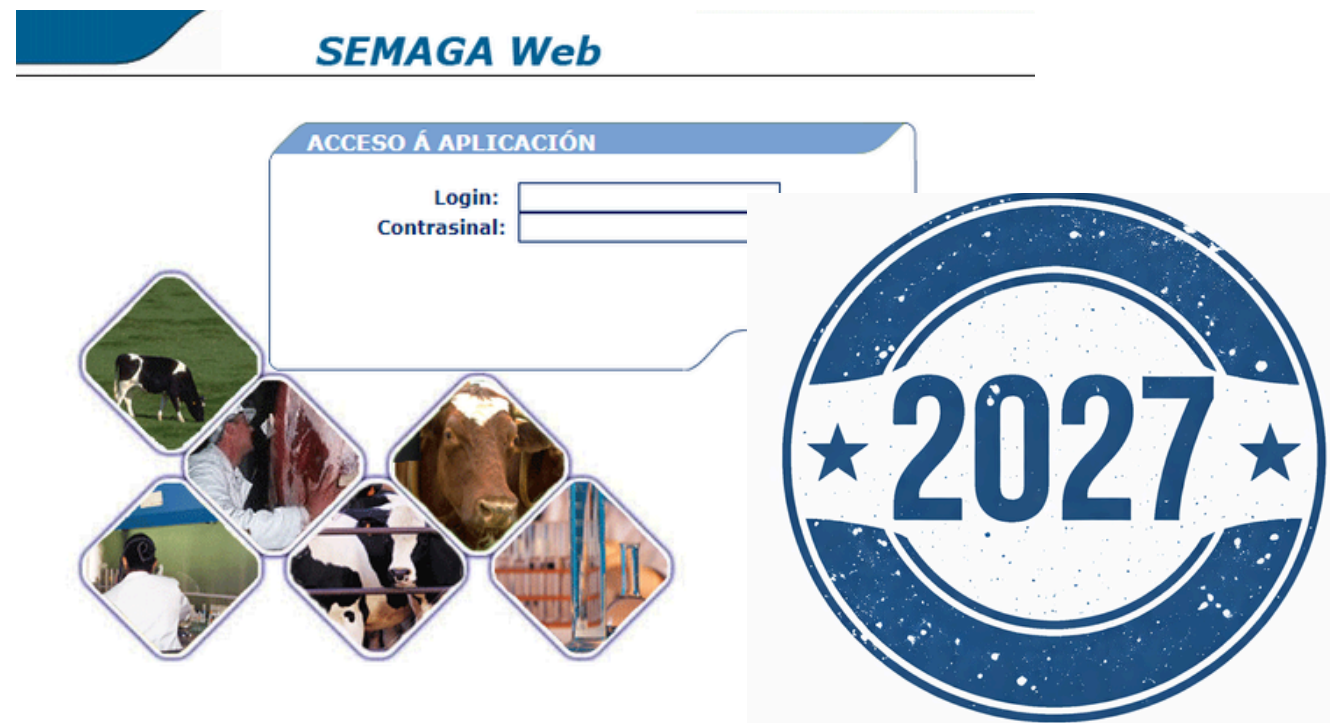 SEMAGA Web
ACCESO Á APLICACIÓN
Login:
Contrasinal:
2027